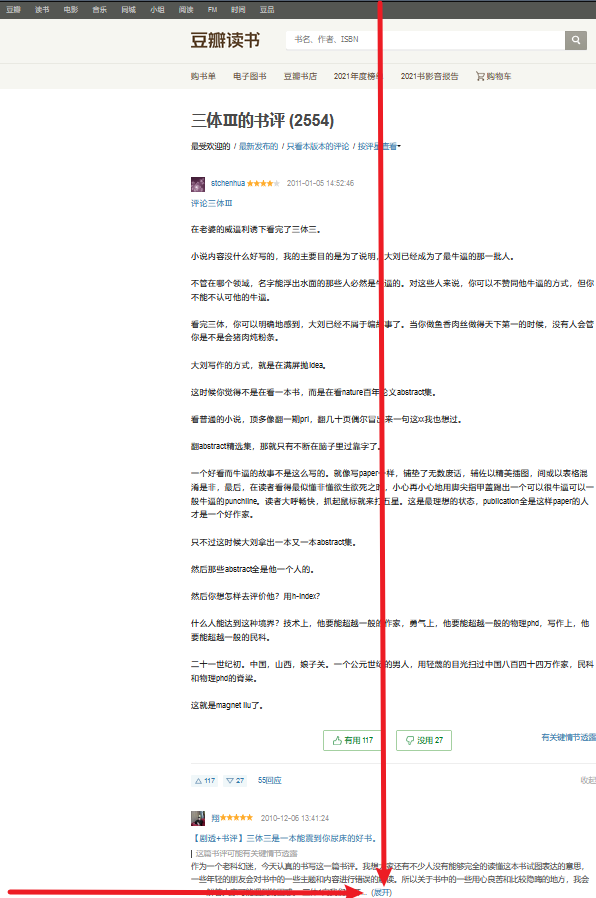 豆瓣 读书 电影 音乐 同城 小组 阅读 FM 时间 豆品
豆瓣读书
书名、作者、ISBN
购书单 电子图书 豆瓣书店 2021年度榜单 2021书影音报告 购物车
三体Ⅲ的书评 (2554)
最受欢迎的 / 最新发布的 / 只看本版本的评论 / 按评星查看
stchenhua 2011-01-05 14:52:46
评论三体Ⅲ
在老婆的威逼利诱下看完了三体三。
小说内容没什么好写的,我的主要目的是为了说明,大刘已经成为了最牛逼的那一批人。
不管在哪个领域,名字能浮出水面的那些人必然是牛逼的。对这些人来说,你可以不赞同他牛逼的方式,但你
不能不认可他的牛逼。
看完三体,你可以明确地感到,大刘已经不屑于编故事了。当你做鱼香肉丝做得天下第一的时候,没有人会管
你是不是会猪肉炖粉条。
大刘写作的方式,就是在满屏抛idea。
这时候你觉得不是在看一本书,而是在看nature百年论文abstract集。
看普通的小说,顶多像翻一期prl,翻几十页偶尔冒出来一句这xx我也想过。
翻abstract精选集,那就只有不断在脑子里过靠字了。
一个好看而牛逼的故事不是这么写的。就像写paper一样,铺垫了无数废话,辅佐以精美插图,间或以表格混
淆是非,最后,在读者看得最似懂非懂欲生欲死之时,小心再小心地用脚尖指甲盖踢出一个可以很牛逼可以一
般牛逼的punchline。读者大呼畅快,抓起鼠标就来打五星。这是最理想的状态,publication全是这样paper的人
才是一个好作家。
只不过这时候大刘拿出一本又一本abstract集。
然后那些abstract全是他一个人的。
然后你想怎样去评价他?用h-index?
什么人能达到这种境界?技术上,他要能超越一般的作家,勇气上,他要能超越一般的物理phd,写作上,他
要能超越一般的民科。
二十一世纪初。中国,山西,娘子关。一个公元世纪的男人,用轻蔑的目光扫过中国八百四十四万作家,民科
和物理phd的脊梁。
这就是magnet liu了。
有用 117 没用 27 有关键情节透露
117 27 55回应 收起
翔 2010-12-06 13:41:24
【剧透+书评】三体三是一本能震到你尿床的好书。
这篇书评可能有关键情节透露
作为一个老科幻迷,今天认真的书写这一篇书评。我想大家还有不少人没有能够完全的读懂这本书试图表达的意思,
一些年轻的朋友会对书中的一些主题和内容进行错误的解读。所以关于书中的一些用心良苦和比较隐晦的地方,我会
(展开)